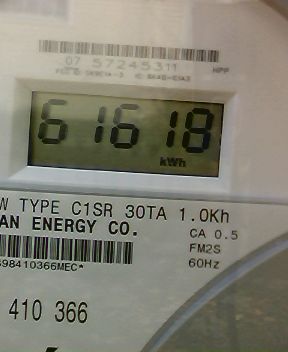 07 57245311 HPP
61618
kWh
W TYPE C1SR 30TA 1.0Kh
AN ENERGY CO. CA 0.5
FM2S
98410366MEC* 60Hz
410 366